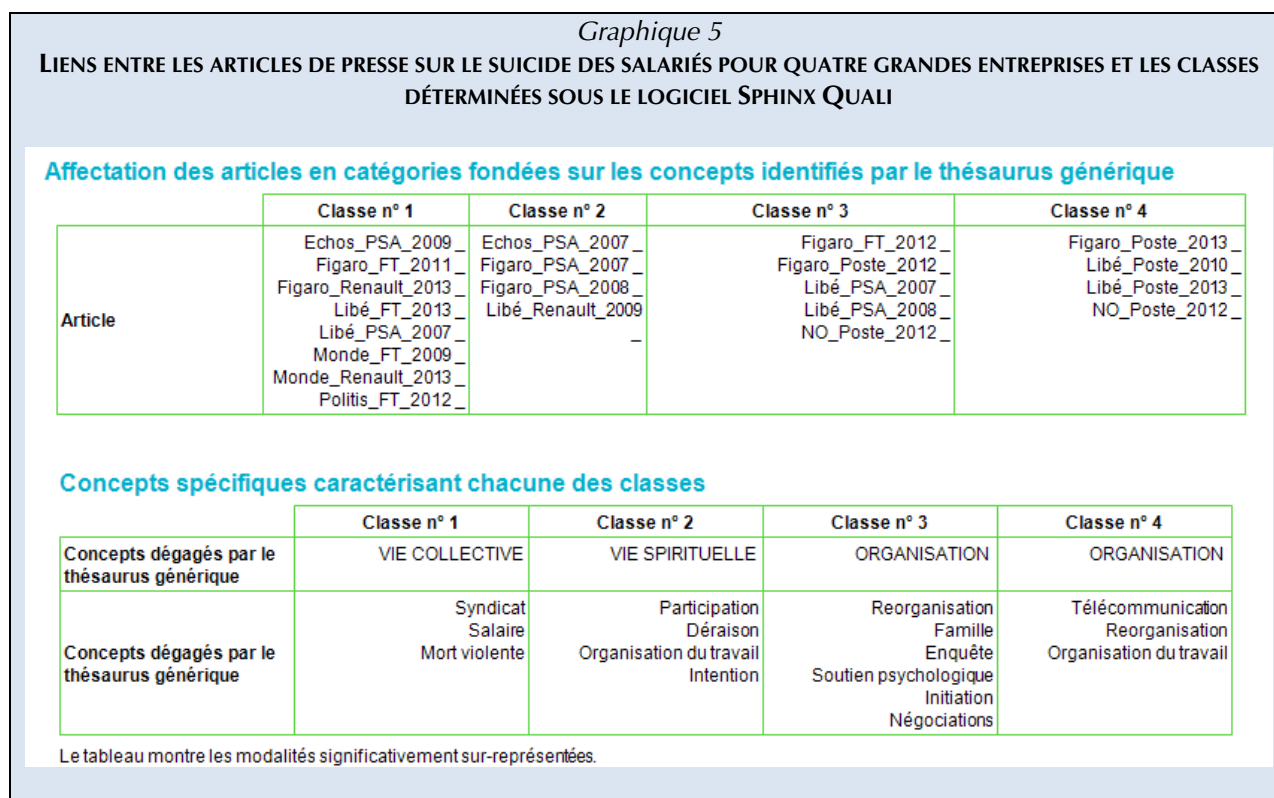 Graphique 5
LIENS ENTRE LES ARTICLES DE PRESSE SUR LE SUICIDE DES SALARIÉS POUR QUATRE GRANDES ENTREPRISES ET LES CLASSES
DÉTERMINÉES SOUS LE LOGICIEL SPHINX QUALI
Affectation des articles en catégories fondées sur les concepts identifiés par le thésaurus générique
Classe n° 1 Classe n° 2 Classe n° 3 Classe n° 4
Article
Echos_PSA_2009 _
Figaro_FT_2011 _
Figaro_Renault_2013 _
Libé_FT_2013 _
Libé_PSA_2007 _
Monde_FT_2009 _
Monde_Renault_2013 _
Politis_FT_2012 _
Echos_PSA_2007 _
Figaro_PSA_2007 _
Figaro_PSA_2008 _
Libé_Renault_2009
_
Figaro_FT_2012 _
Figaro_Poste_2012 _
Libé_PSA_2007 _
Libé_PSA_2008 _
NO_Poste_2012 _
Figaro_Poste_2013 _
Libé_Poste_2010 _
Libé_Poste_2013 _
NO_Poste_2012 _
Concepts spécifiques caractérisant chacune des classes
Classe n° 1 Classe n° 2 Classe n° 3 Classe n° 4
Concepts dégagés par le
thésaurus générique
VIE COLLECTIVE VIE SPIRITUELLE ORGANISATION ORGANISATION
Concepts dégagés par le
thésaurus générique
Syndicat
Salaire
Mort violente
Participation
Déraison
Organisation du travail
Intention
Reorganisation
Famille
Enquête
Soutien psychologique
Initiation
Négociations
Télécommunication
Reorganisation
Organisation du travail
Le tableau montre les modalités significativement sur-représentées.